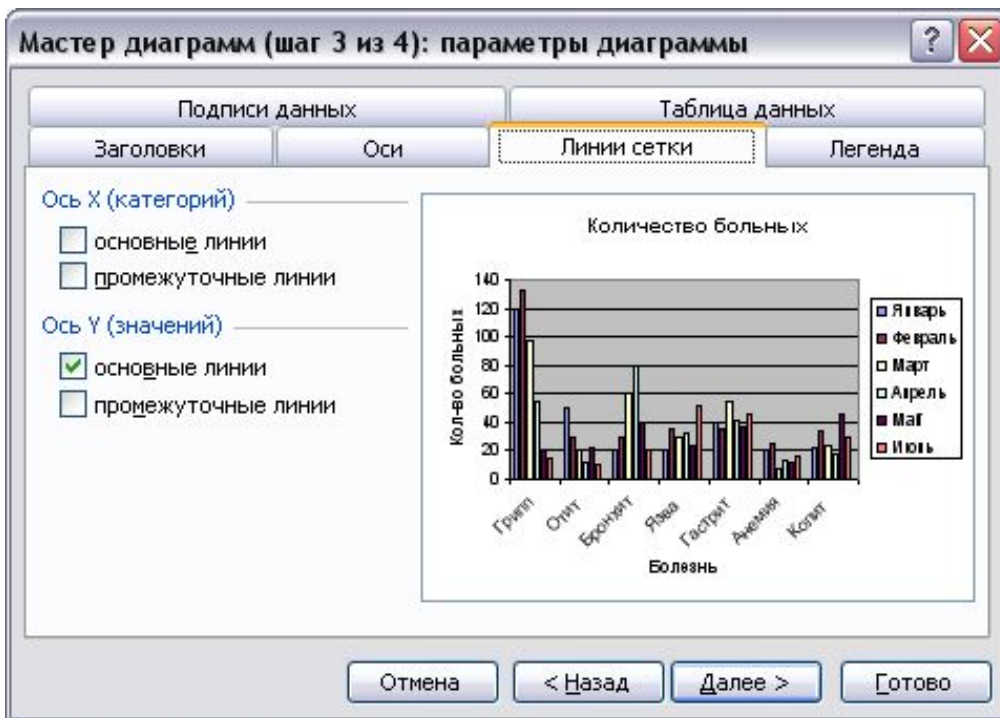 Мастер диаграмм (шаг 3 из 4): параметры диаграммы
Подписи данных
Таблица данных
Заголовки
Оси
Линии сетки
Легенда
Ось X (категорий)
основные линии
промежуточные линии
Ось Y (значений)
основные линии
промежуточные линии
Количество больных
Кол-во больных
140
120
100
80
60
40
20
0
Грипп
Отит
Бронхит
Язва
Гастрит
Анемия
Колит
Болезнь
Январь
Февраль
Март
Апрель
Май
Июнь
Отмена
< Назад
Далее >
Готово